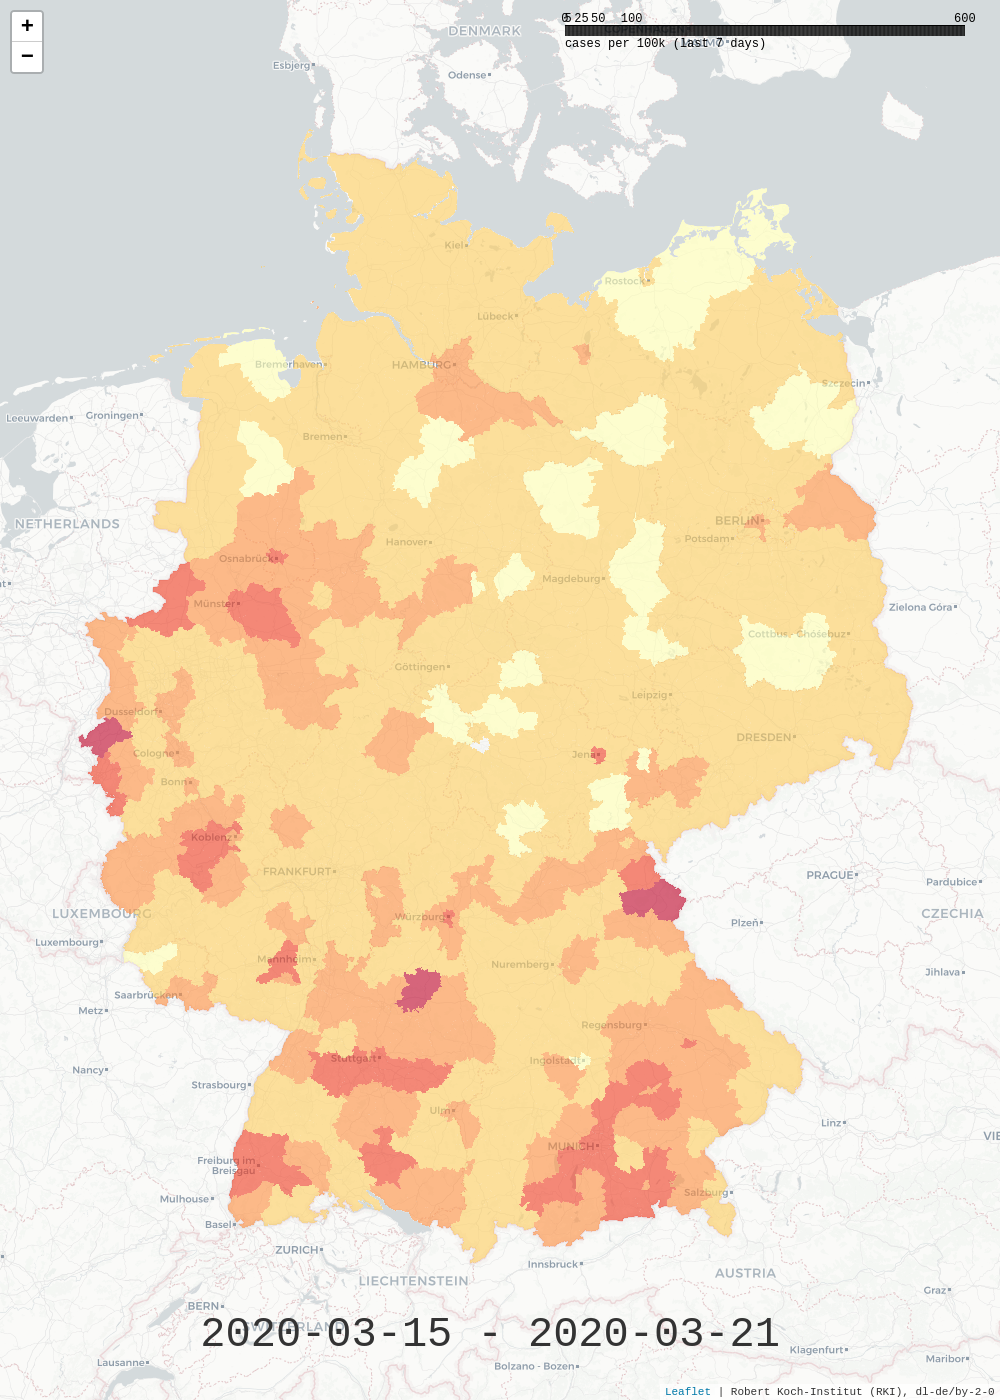 +
−
0 5 25 50 100 600
cases per 100k (last 7 days)
DENMARK
Esbjerg
Odense
Kiel
Rostock
Lübeck
Bremerhaven
HAMBURG
Szczecin
Leeuwarden
Groningen
Bremen
NETHERLANDS
BERLIN
Hanover
Potsdam
Osnabrück
Magdeburg
Münster
Zielona Góra
Cottbus - Chóśebuz
Göttingen
Leipzig
Dusseldorf
DRESDEN
Cologne
Jena
Bonn
Koblenz
FRANKFURT
PRAGUE
Pardubice
LUXEMBOURG
Würzburg
CZECHIA
Plzeň
Luxembourg
Mannheim
Nuremberg
Jihlava
Saarbrücken
Metz
Regensburg
Stuttgart
Ingolstadt
Nancy
Strasbourg
Ulm
Linz
VIE
MUNICH
Freiburg im
Breisgau
Salzburg
Mulhouse
Basel
ZURICH
Innsbruck
AUSTRIA
LIECHTENSTEIN
Graz
BERN
SWITZERLAND
2020-03-15 - 2020-03-21
Klagenfurt
Lausanne
Bolzano - Bozen
Maribor
Leaflet | Robert Koch-Institut (RKI), dl-de/by-2-0